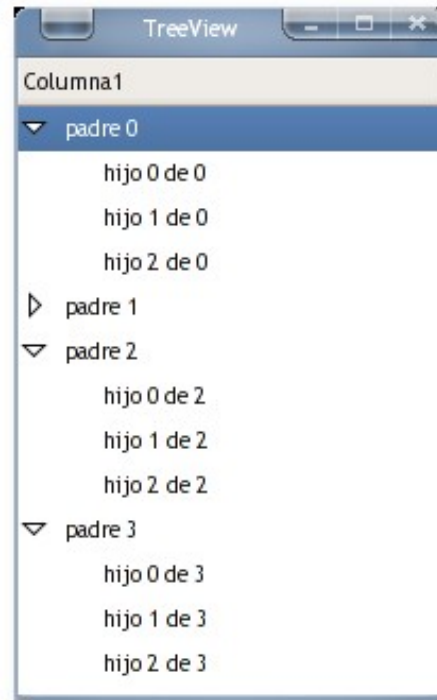 TreeView
Columna1
padre 0
hijo 0 de 0
hijo 1 de 0
hijo 2 de 0
padre 1
padre 2
hijo 0 de 2
hijo 1 de 2
hijo 2 de 2
padre 3
hijo 0 de 3
hijo 1 de 3
hijo 2 de 3